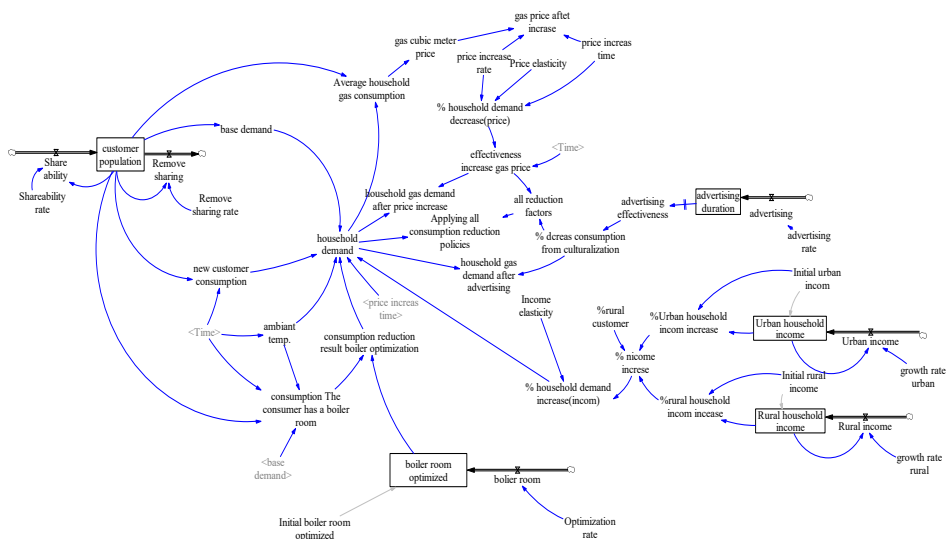 gas price aftet
incrase
gas cubic meter
price
price increase
rate
price increas
time
Price elasticity
Average household
gas consumption
% household demand
decrease(price)
base demand
customer
population
Share
ability
Remove
sharing
Shareability
rate
Remove
sharing rate
effectiveness
increase gas price
<Time>
household gas demand
after price increase
all reduction
factors
Applying all
consumption reduction
policies
advertising
effectiveness
advertising
duration
advertising
advertising
rate
% dcreas consumption
from culturalization
household
demand
household gas
demand after
advertising
new customer
consumption
<price increas
time>
Income
elasticity
%rural
customer
Initial urban
incom
%Urban household
incom increase
Urban household
income
Urban income
growth rate
urban
<Time>
ambiant
temp.
consumption reduction
result boiler optimization
% nicome
increse
Initial rural
income
% household demand
increase(incom)
%rural household
incom incease
Rural household
income
Rural income
growth rate
rural
consumption The
consumer has a boiler
room
<base
demand>
boiler room
optimized
bolier room
Initial boiler room
optimized
Optimization
rate